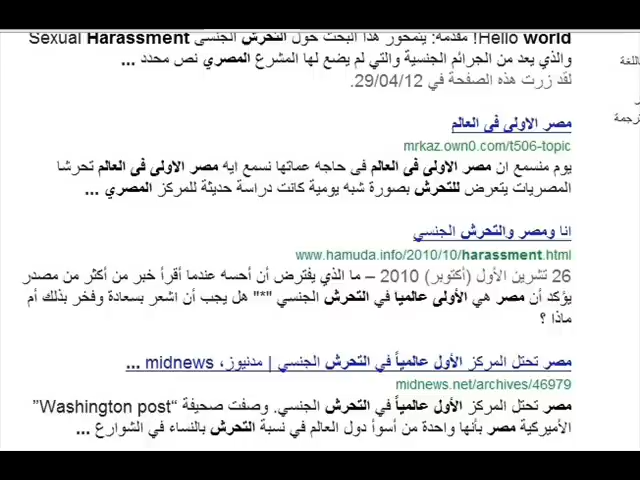 Hello world! مقدمة: يتمحور هذا البحث حول التحرش الجنسى Sexual Harassment
والذي يعد من الجرائم الجنسية والتي لم يضع لها المشرع المصري نص محدد ...
لقد زرت هذه الصفحة في 29/04/12.
مصر الاولى فى العالم
mrkaz.own0.com/t506-topic
يوم منسمع ان مصر الاولى فى العالم فى حاجه عماتها نسمع ايه مصر الاولى فى العالم تحرشا
المصريات يتعرض للتحرش بصورة شبه يومية كانت دراسة حديثة للمركز المصري ...
انا ومصر والتحرش الجنسي
www.hamuda.info/2010/10/harassment.html
26 تشرين الأول (أكتوبر) 2010 – ما الذي يفترض أن أحسه عندما أقرأ خبر من أكثر من مصدر
يؤكد أن مصر هي الأولى عالميا في التحرش الجنسي "*" هل يجب أن اشعر بسعادة وفخر بذلك أم
ماذا ؟
مصر تحتل المركز الأول عالمياً في التحرش الجنسي | مدنيوز، midnews ...
midnews.net/archives/46979
مصر تحتل المركز الأول عالمياً في التحرش الجنسي. وصفت صحيفة “Washington post”
الأميركية مصر بأنها واحدة من أسوأ دول العالم في نسبة التحرش بالنساء في الشوارع ...
باللغة
ترجمة